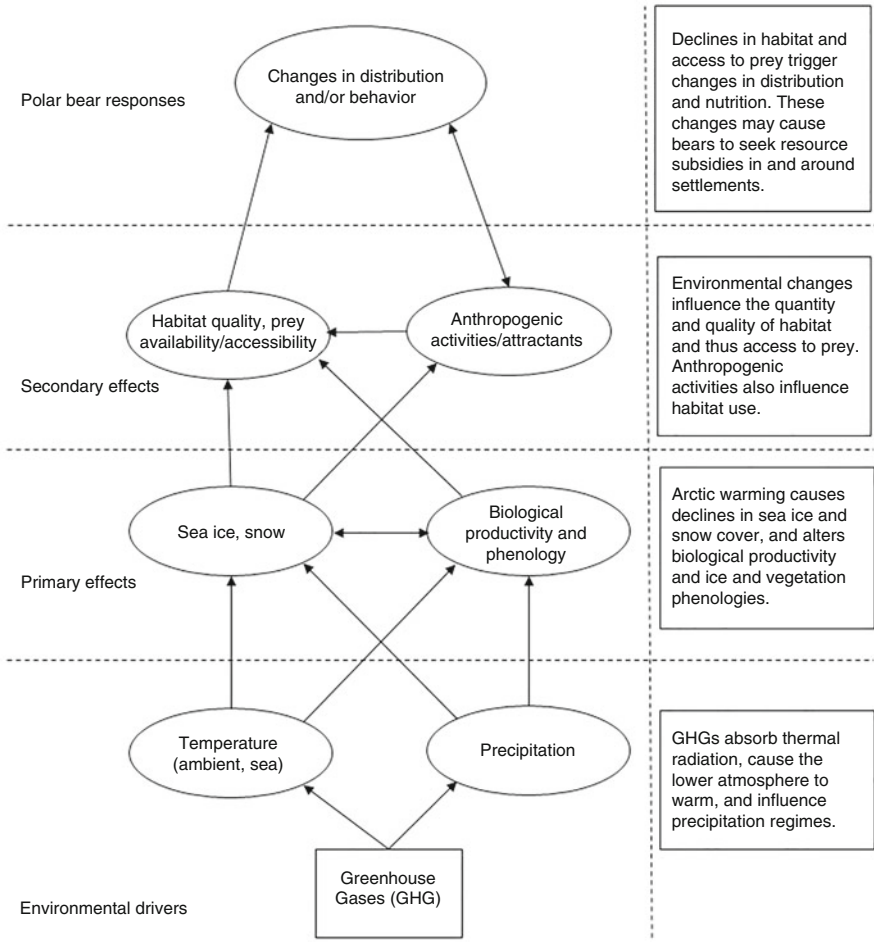 Polar bear responses
Changes in distribution
and/or behavior
Declines in habitat and
access to prey trigger
changes in distribution
and nutrition. These
changes may cause
bears to seek resource
subsidies in and around
settlements.
Secondary effects
Habitat quality, prey
availability/accessibility
Anthropogenic
activities/attractants
Environmental changes
influence the quantity
and quality of habitat
and thus access to prey.
Anthropogenic
activities also influence
habitat use.
Primary effects
Sea ice, snow
Biological
productivity and
phenology
Arctic warming causes
declines in sea ice and
snow cover, and alters
biological productivity
and ice and vegetation
phenologies.
Temperature
(ambient, sea)
Precipitation
GHGs absorb thermal
radiation, cause the
lower atmosphere to
warm, and influence
precipitation regimes.
Environmental drivers
Greenhouse
Gases (GHG)